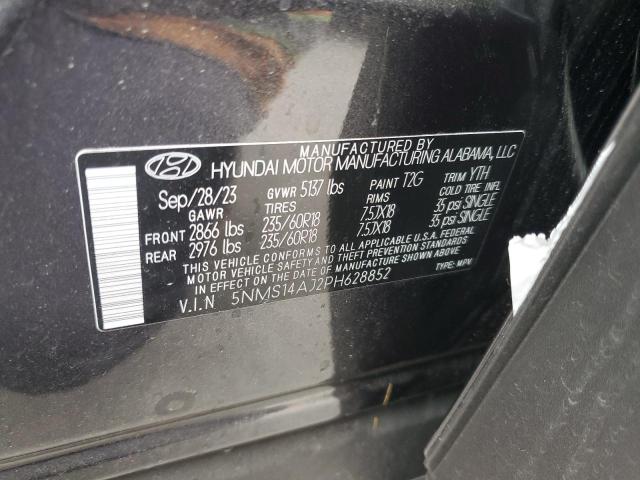 MANUFACTURED BY
HYUNDAI MOTOR MANUFACTURING ALABAMA, LLC
Sep/28/23 GVWR 5137 lbs PAINT T2G TRIM YTH
GAWR TIRES RIMS COLD TIRE INFL
FRONT 2866 lbs 235/60R18 7.57X18 35 psi SINGLE
REAR 2976 lbs 235/60R18 7.57X18 35 psi SINGLE
THIS VEHICLE CONFORMS TO ALL APPLICABLE U.S.A. FEDERAL
MOTOR VEHICLE SAFETY AND THEFT PREVENTION STANDARDS
IN EFFECT ON THE DATE OF MANUFACTURE SHOWN ABOVE.
V.I.N 5NMS14AJ2PH628852 TYPE: MPV